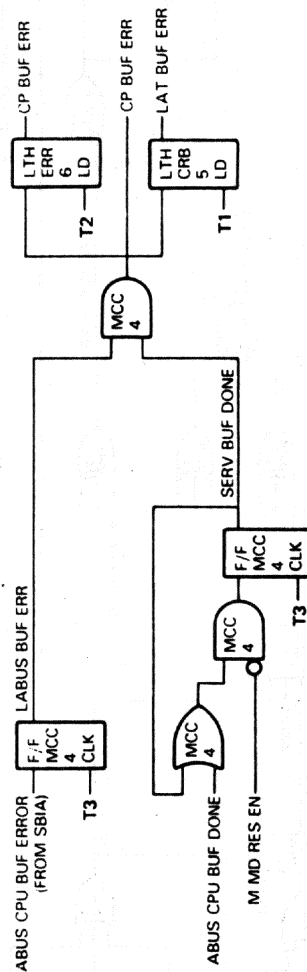 ABUS CPU BUF ERROR
(FROM SBIA)
T3
F/F
MCC
4
CLK
LABUS BUF ERR
ABUS CPU BUF DONE
M MD RES EN
MCC
4
MCC
4
T3
F/F
MCC
4
CLK
SERV BUF DONE
MCC
4
T2
LTH
ERR
6
LD
CP BUF ERR
CP BUF ERR
T1
LTH
CRB
5
LD
LAT BUF ERR